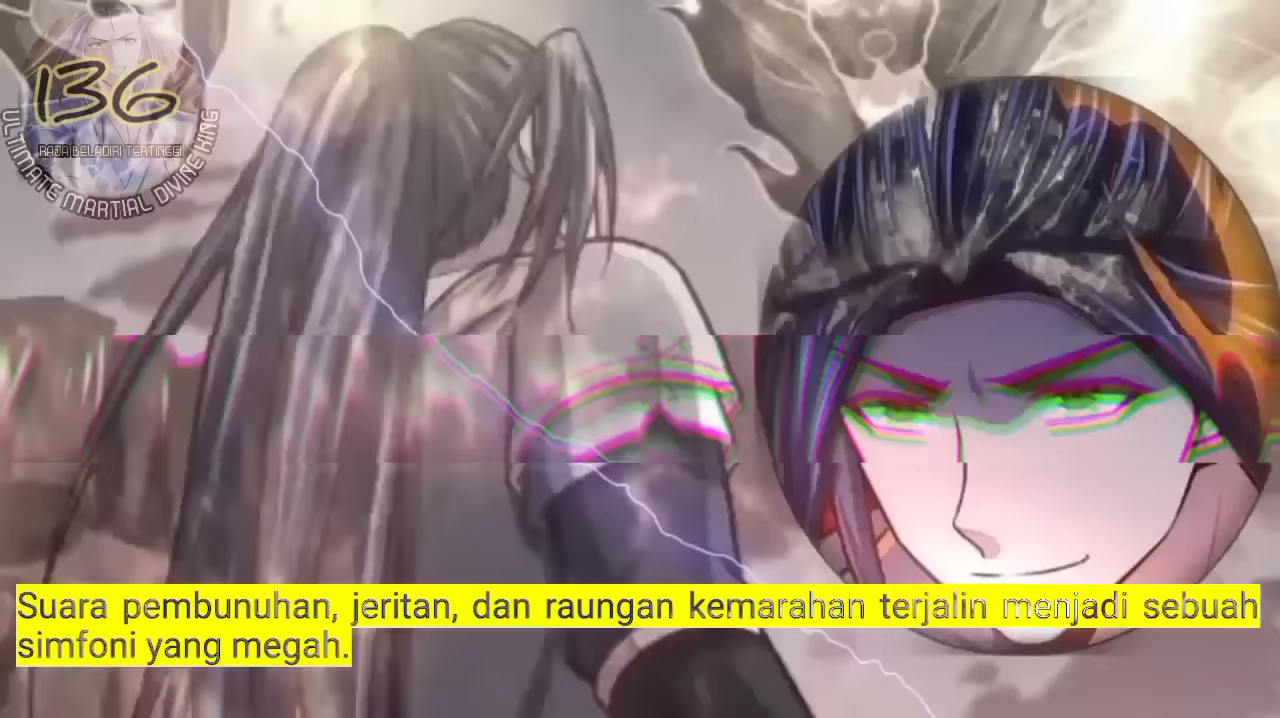 136
RAJA BELADIRI TERTINGGI
ULTIMATE MARTIAL DIVINE KING
Suara pembunuhan, jeritan, dan raungan kemarahan terjalin menjadi sebuah
simfoni yang megah.